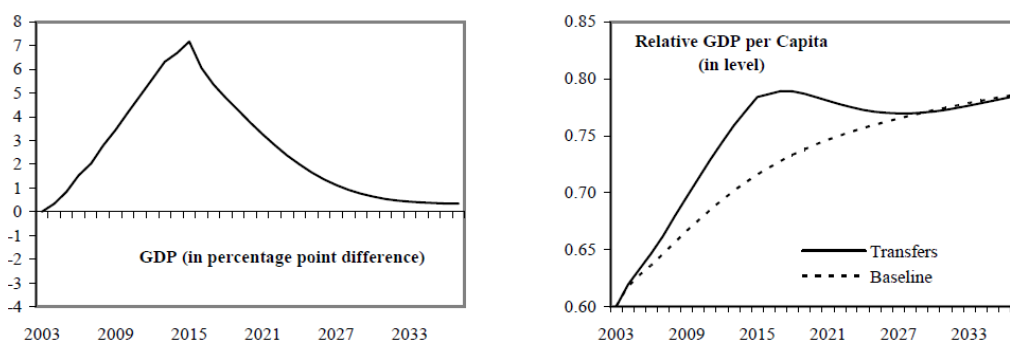 8
7
6
5
4
3
2
1
0
-1
-2
-3
-4
GDP (in percentage point difference)
2003 2009 2015 2021 2027 2033
0.85
0.80
0.75
0.70
0.65
0.60
Relative GDP per Capita
(in level)
Transfers
Baseline
2003 2009 2015 2021 2027 2033